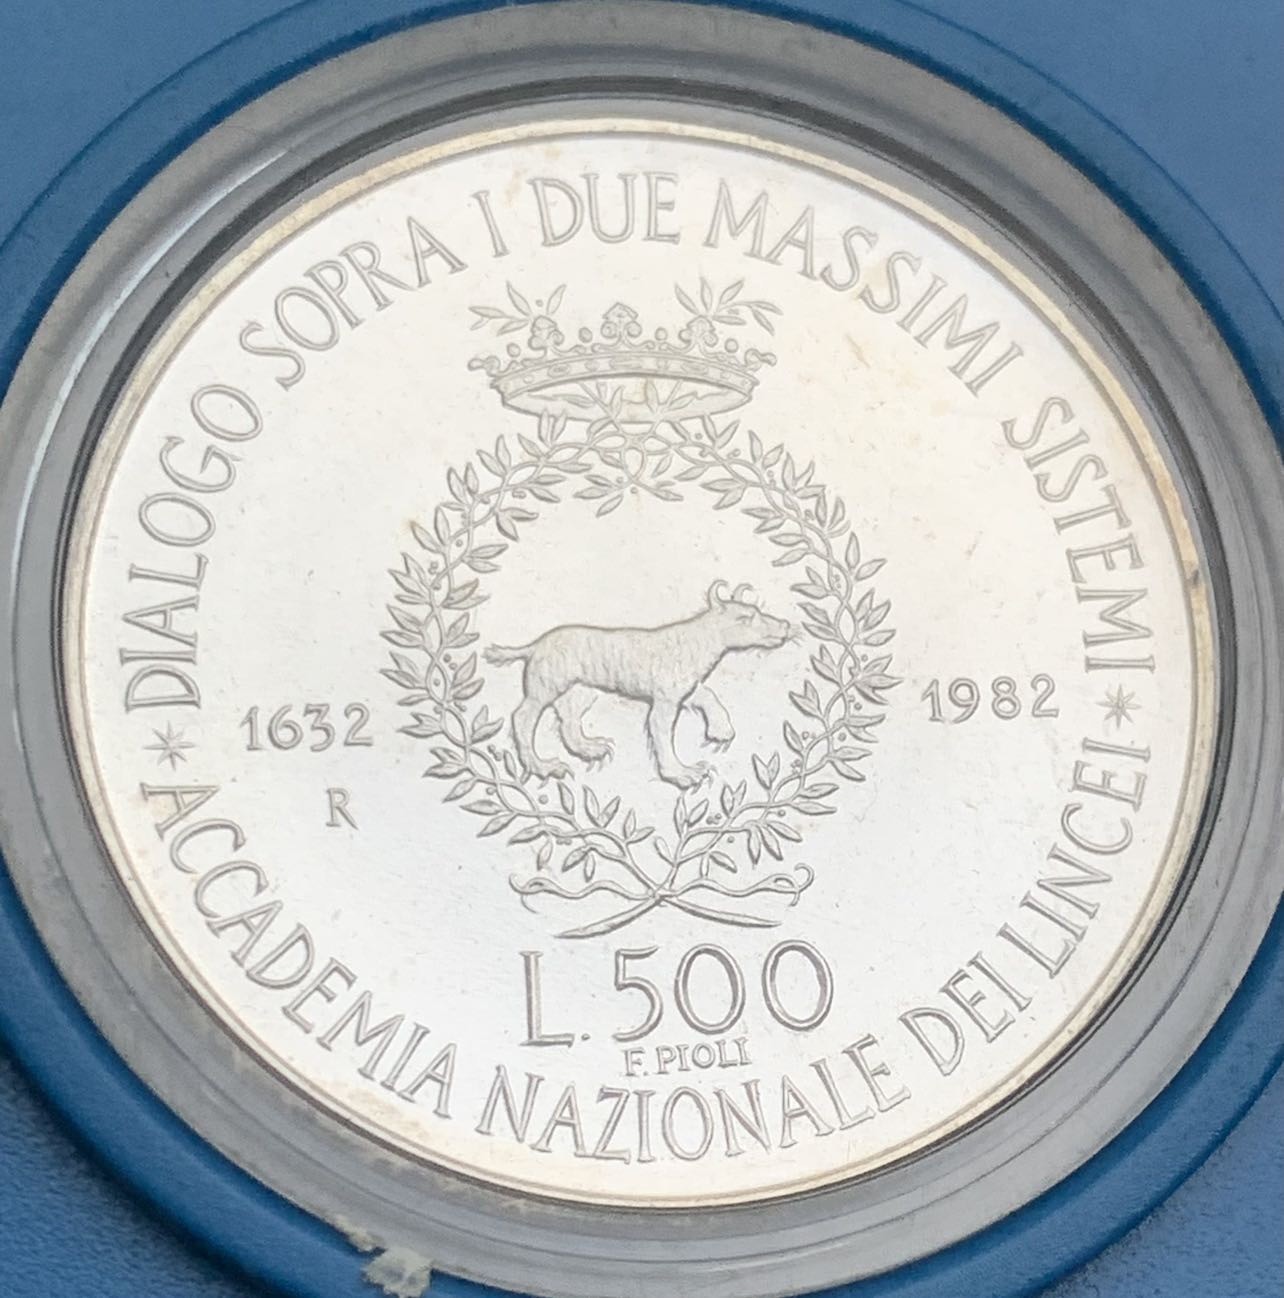 DIALOGO SOPRA I DUE MASSIMI SISTEMI
1632
1982
R
L.500
F.PIOLI
ACCADEMIA NAZIONALE DEI LINCEI